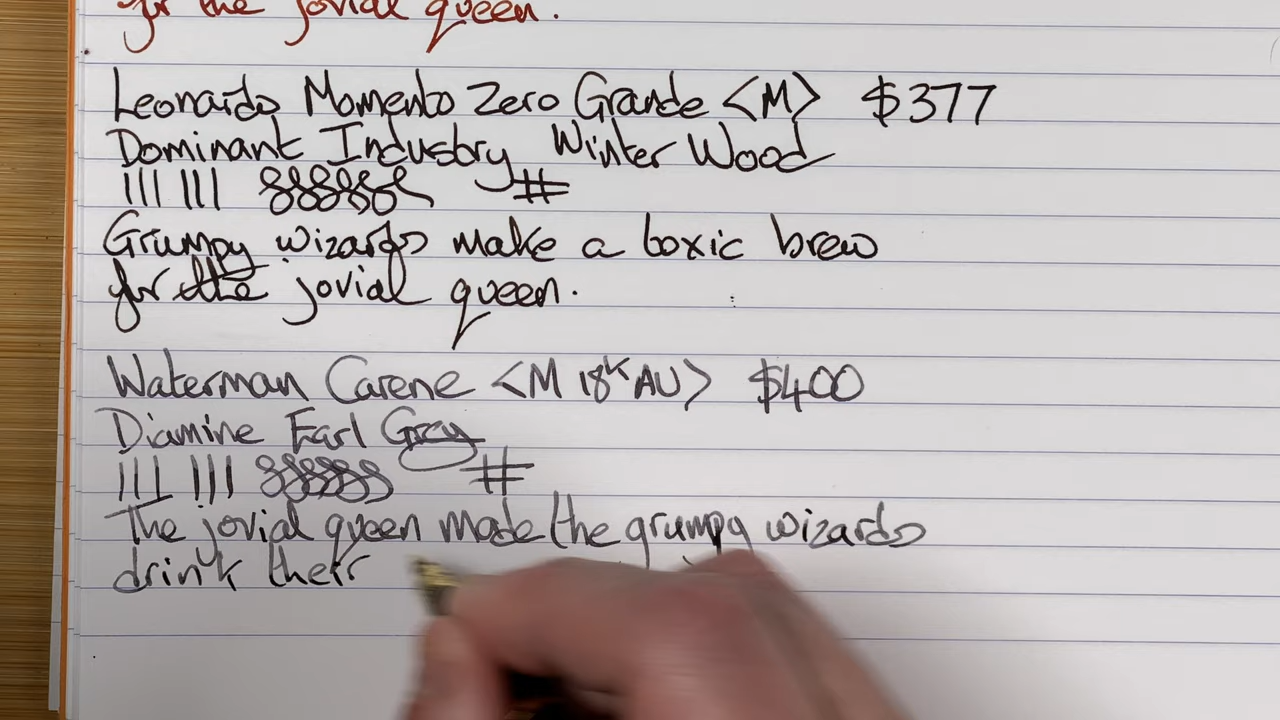 for the jovial queen.
Leonardo Momento Zero Grande <M> $377
Dominant Industry Winter Wood
||| ||| 888888 #
Grumpy wizards make a toxic brew
for the jovial queen.
Waterman Carene <M 18K AU> $400
Diamine Earl Grey
||| ||| 888888 #
The jovial queen made the grumpy wizards
drink their